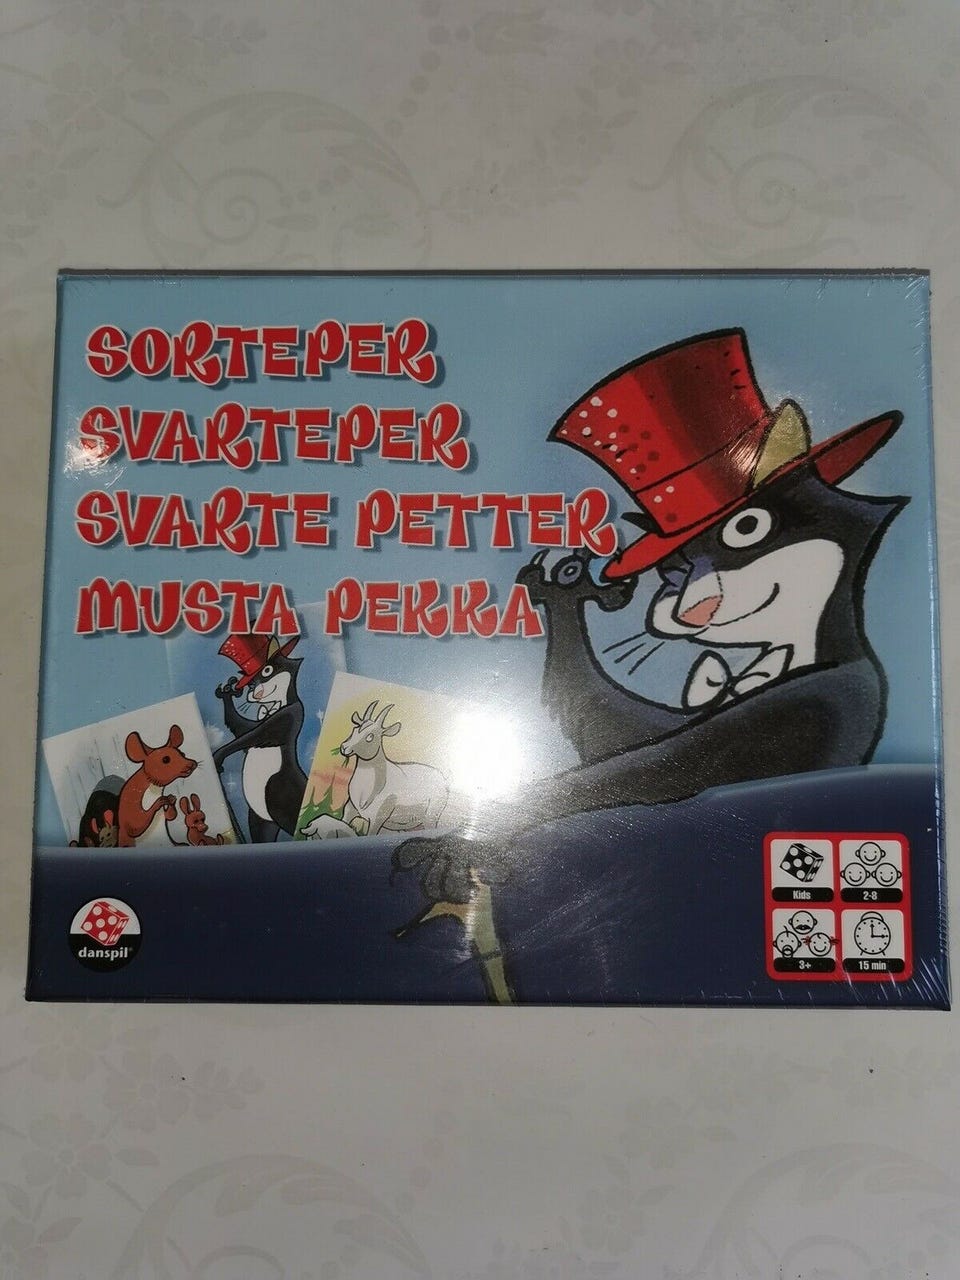 SORTEPER
SVARTEPER
SVARTE PETTER
MUSTA PEKKA
danspil®
Kids
2-8
3+
15 min